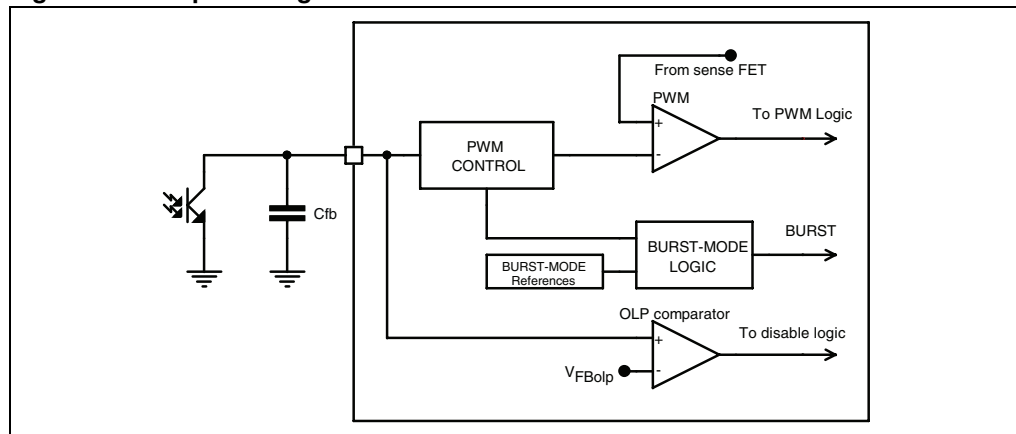 From sense FET
PWM
To PWM Logic
+
-
PWM
CONTROL
Cfb
BURST
BURST-MODE
LOGIC
BURST-MODE
References
OLP comparator
To disable logic
+
-
VFBolp